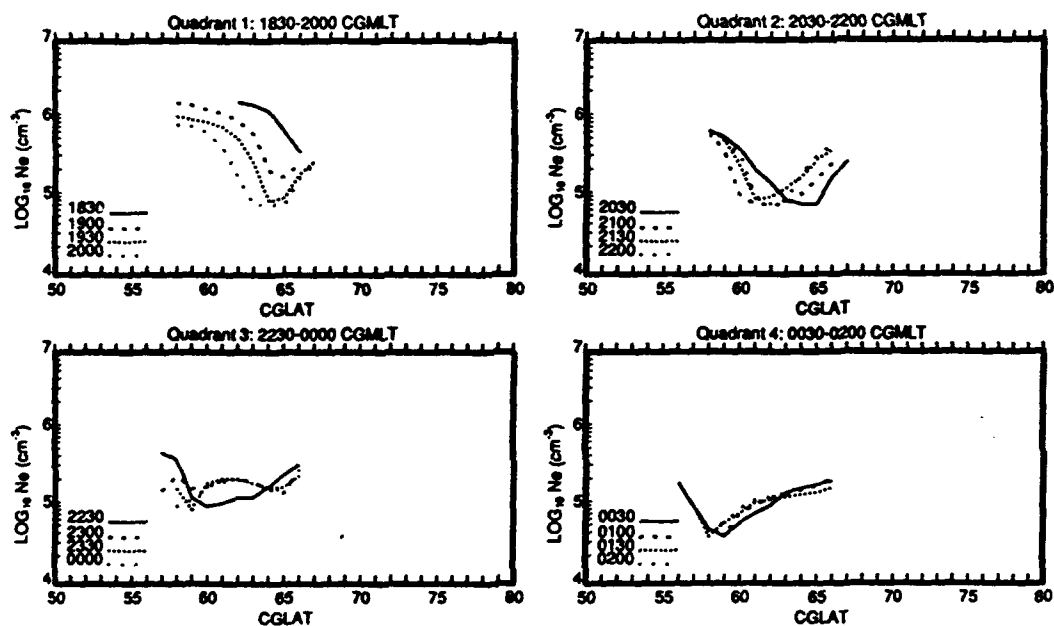 Quadrant 1: 1830-2000 CGMLT
7
6
5
4
LOG₁₀ Ne (cm⁻³)
1830
1900
1930
2000
50 55 60 65 70 75 80
CGLAT
Quadrant 2: 2030-2200 CGMLT
7
6
5
4
LOG₁₀ Ne (cm⁻³)
2030
2100
2130
2200
50 55 60 65 70 75 80
CGLAT
Quadrant 3: 2230-0000 CGMLT
7
6
5
4
LOG₁₀ Ne (cm⁻³)
2230
2300
2330
0000
50 55 60 65 70 75 80
CGLAT
Quadrant 4: 0030-0200 CGMLT
7
6
5
4
LOG₁₀ Ne (cm⁻³)
0030
0100
0130
0200
50 55 60 65 70 75 80
CGLAT